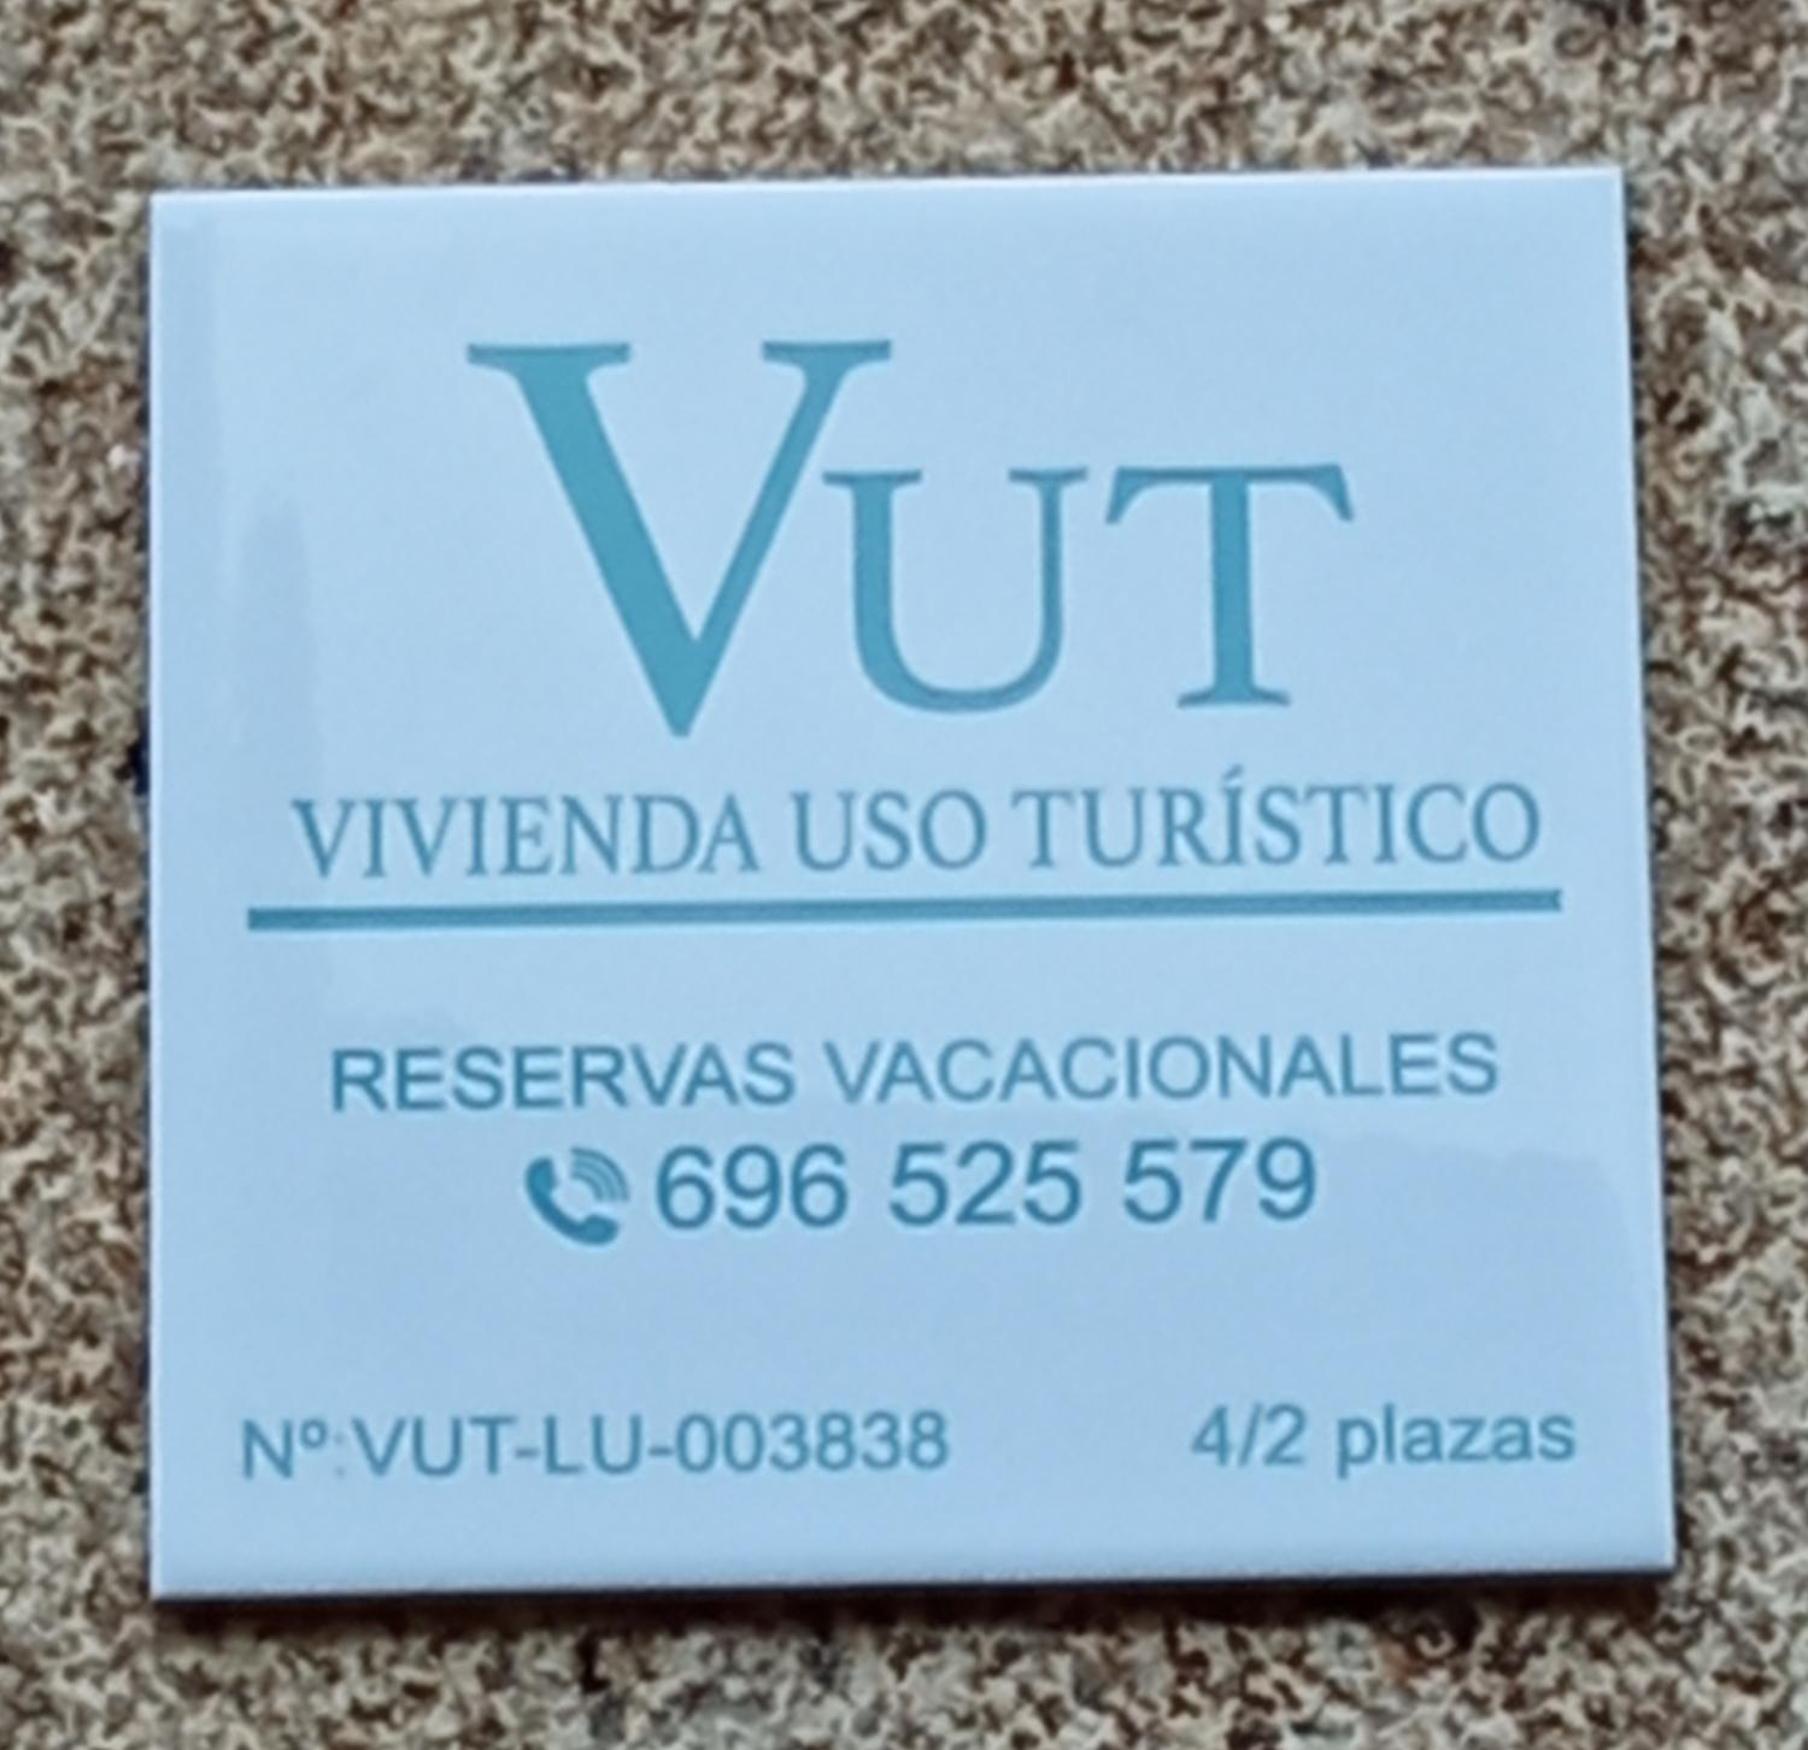 VUT
VIVIENDA USO TURÍSTICO
RESERVAS VACACIONALES
696 525 579
Nº:VUT-LU-003838 4/2 plazas